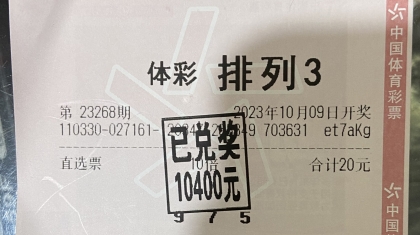 体彩 排列3
第 23268期 2023年10月09日开奖
110330-027161- 649 703631 et7aKg
直选票 10倍 合计20元
已兑奖
10400元
9 7 5
中国体育彩票
中国